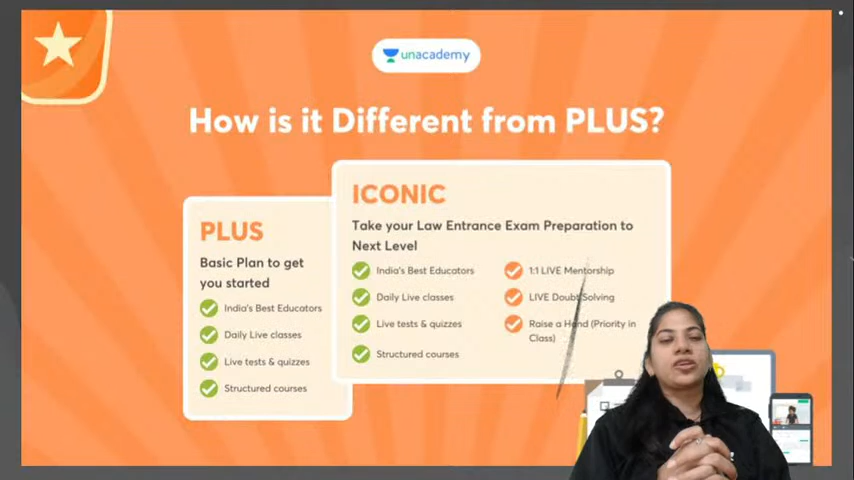 unacademy
How is it Different from PLUS?
PLUS
Basic Plan to get
you started
India's Best Educators
Daily Live classes
Live tests & quizzes
Structured courses
ICONIC
Take your Law Entrance Exam Preparation to
Next Level
India's Best Educators
Daily Live classes
Live tests & quizzes
Structured courses
1:1 LIVE Mentorship
LIVE Doubt Solving
Raise a Hand (Priority in
Class)